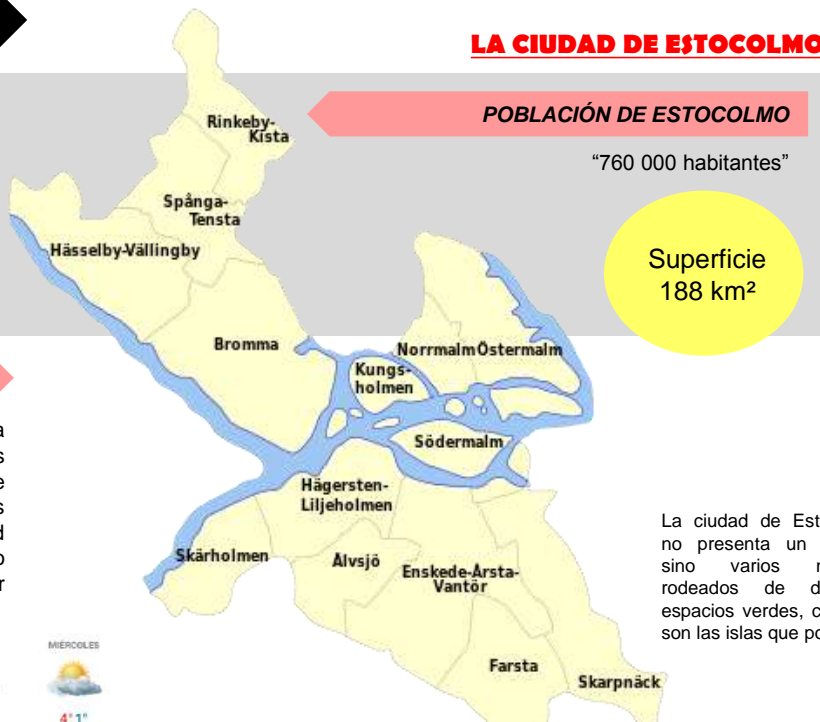 LA CIUDAD DE ESTOCOLMO
POBLACIÓN DE ESTOCOLMO
“760 000 habitantes”
Superficie
188 km²
Rinkeby-
Kista
Spånga-
Tensta
Hässelby-Vällingby
Bromma
Norrmalm
Östermalm
Kungs-
holmen
Södermalm
Hägersten-
Liljeholmen
Skärholmen
Älvsjö
Enskede-Årsta-
Vantör
Farsta
Skarpnäck
La ciudad de Est
no presenta un
sino varios
rodeados de d
espacios verdes, c
son las islas que po
MIÉRCOLES
4° 1°